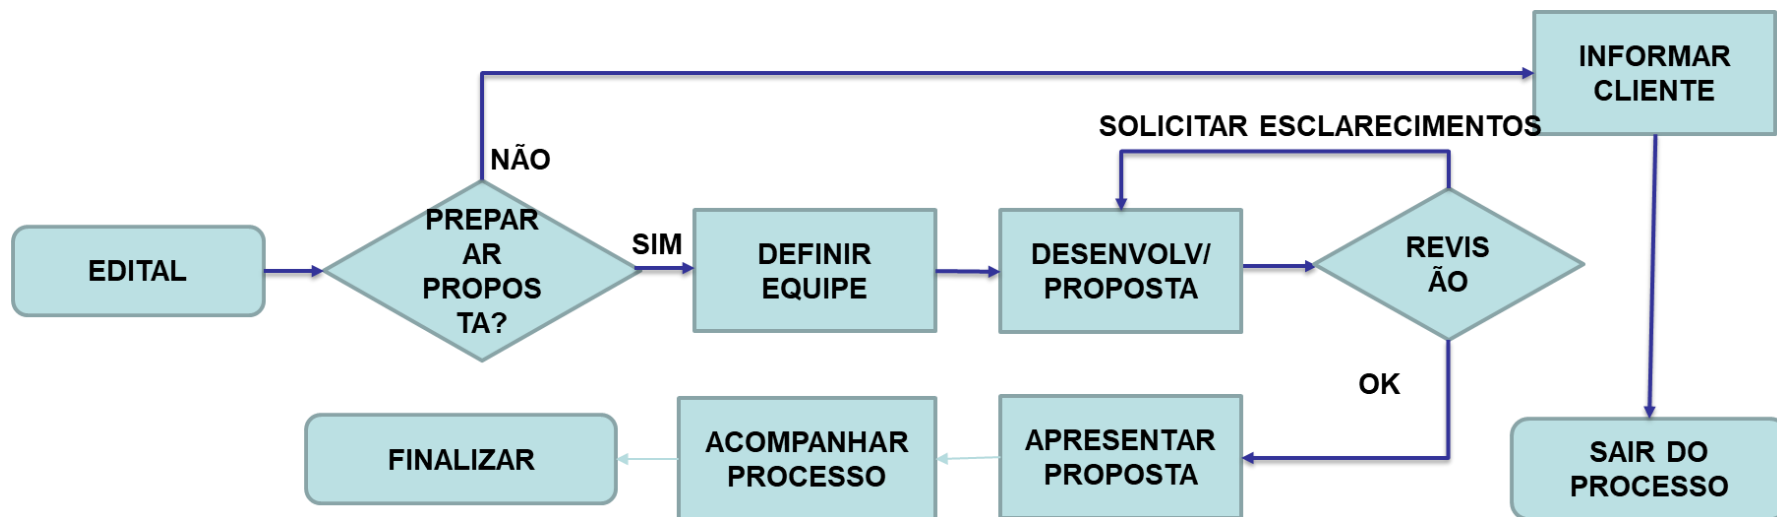 INFORMAR
CLIENTE
SOLICITAR ESCLARECIMENTOS
NÃO
EDITAL
PREPAR
AR
PROPOS
TA?
SIM
DEFINIR
EQUIPE
DESENVOLV/
PROPOSTA
REVIS
ÃO
OK
FINALIZAR
ACOMPANHAR
PROCESSO
APRESENTAR
PROPOSTA
SAIR DO
PROCESSO